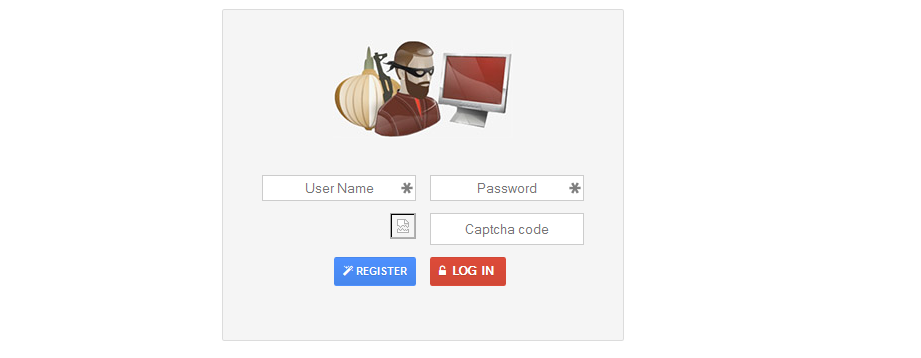 User Name
Password
Captcha code
REGISTER
LOG IN